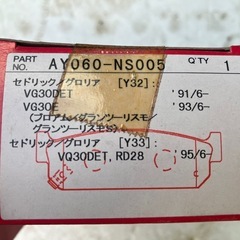 PART NO. AY060-NS005 Q'TY 1
セドリック/グロリア [Y32]:
VG30DET '91/6-
VG30E '93/6-
(ブロアム/グランツーリスモ/
グランツーリスモS)
セドリック/グロリア [Y33]:
VG30DET, RD28 '95/6-